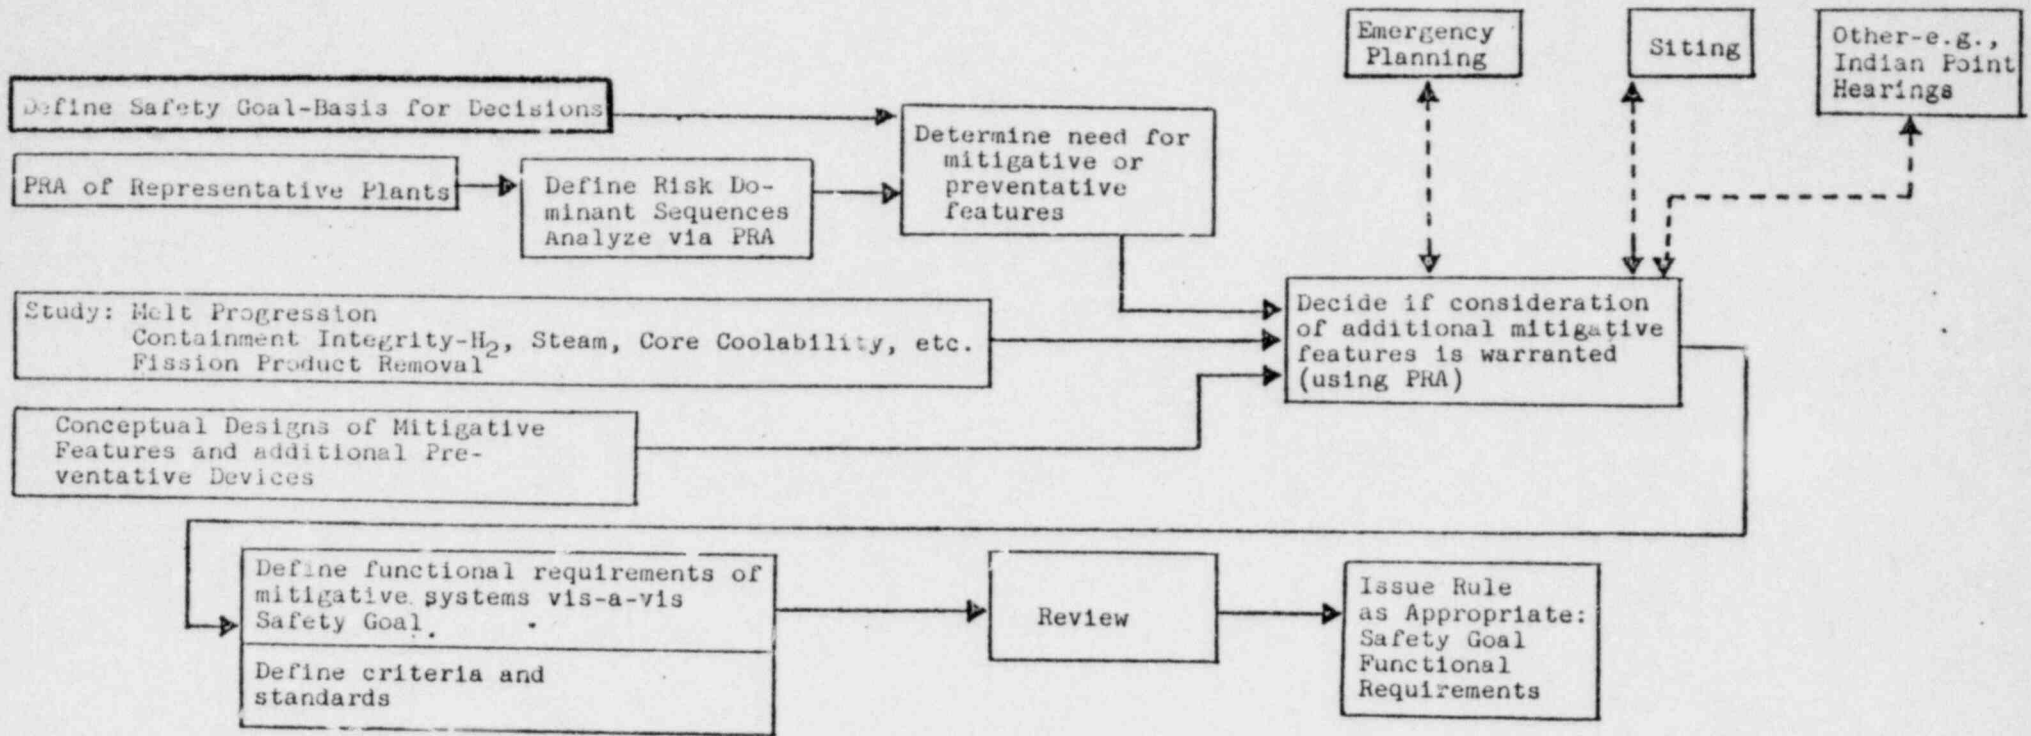 Emergency
Planning
Siting
Other-e.g.,
Indian Point
Hearings
Define Safety Goal-Basis for Decisions
Determine need for
mitigative or
preventative
features
PRA of Representative Plants
Define Risk Do-
minant Sequences
Analyze via PRA
Study: Melt Progression
Containment Integrity-H₂, Steam, Core Coolability, etc.
Fission Product Removal
Decide if consideration
of additional mitigative
features is warranted
(using PRA)
Conceptual Designs of Mitigative
Features and additional Pre-
ventative Devices
Define functional requirements of
mitigative systems vis-a-vis
Safety Goal.
Define criteria and
standards
Review
Issue Rule
as Appropriate:
Safety Goal
Functional
Requirements